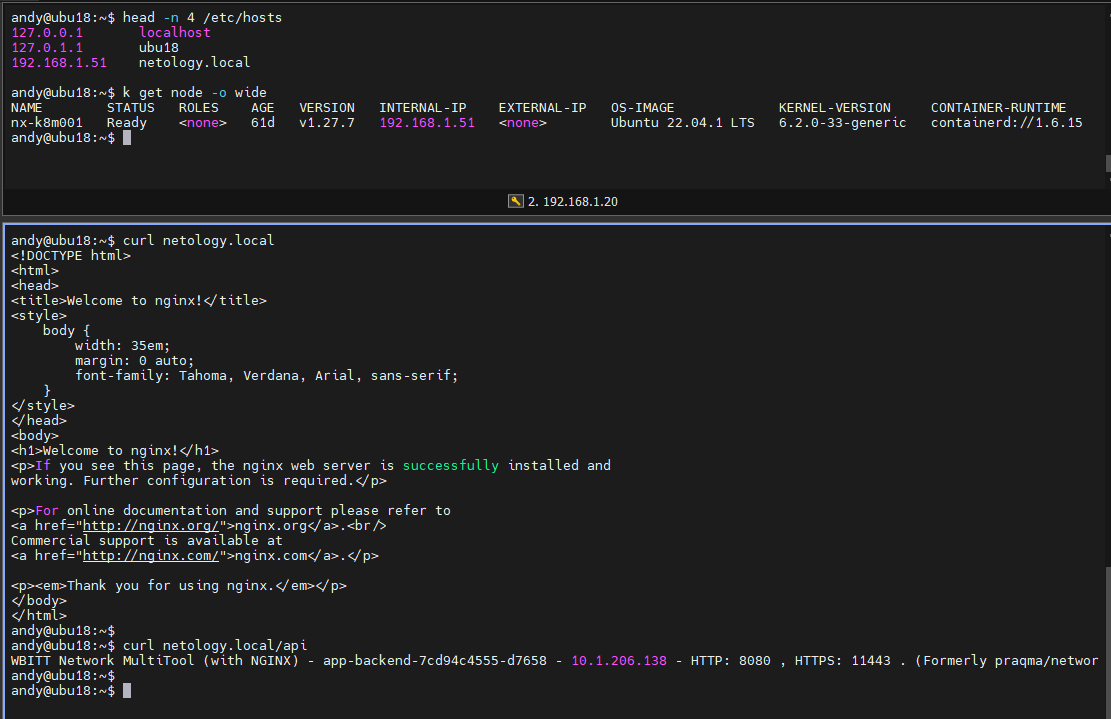 andy@ubu18:~$ head -n 4 /etc/hosts
127.0.0.1       localhost
127.0.1.1       ubu18
192.168.1.51    netology.local
andy@ubu18:~$ k get node -o wide
NAME        STATUS   ROLES    AGE   VERSION   INTERNAL-IP    EXTERNAL-IP   OS-IMAGE             KERNEL-VERSION     CONTAINER-RUNTIME
nx-k8m001   Ready    <none>   61d   v1.27.7   192.168.1.51   <none>        Ubuntu 22.04.1 LTS   6.2.0-33-generic   containerd://1.6.15
andy@ubu18:~$
2. 192.168.1.20
andy@ubu18:~$ curl netology.local
<!DOCTYPE html>
<html>
<head>
<title>Welcome to nginx!</title>
<style>
    body {
        width: 35em;
        margin: 0 auto;
        font-family: Tahoma, Verdana, Arial, sans-serif;
    }
</style>
</head>
<body>
<h1>Welcome to nginx!</h1>
<p>If you see this page, the nginx web server is successfully installed and
working. Further configuration is required.</p>
<p>For online documentation and support please refer to
<a href="http://nginx.org/">nginx.org</a>.<br/>
Commercial support is available at
<a href="http://nginx.com/">nginx.com</a>.</p>
<p><em>Thank you for using nginx.</em></p>
</body>
</html>
andy@ubu18:~$
andy@ubu18:~$ curl netology.local/api
WBITT Network MultiTool (with NGINX) - app-backend-7cd94c4555-d7658 - 10.1.206.138 - HTTP: 8080 , HTTPS: 11443 . (Formerly praqma/networ
andy@ubu18:~$
andy@ubu18:~$